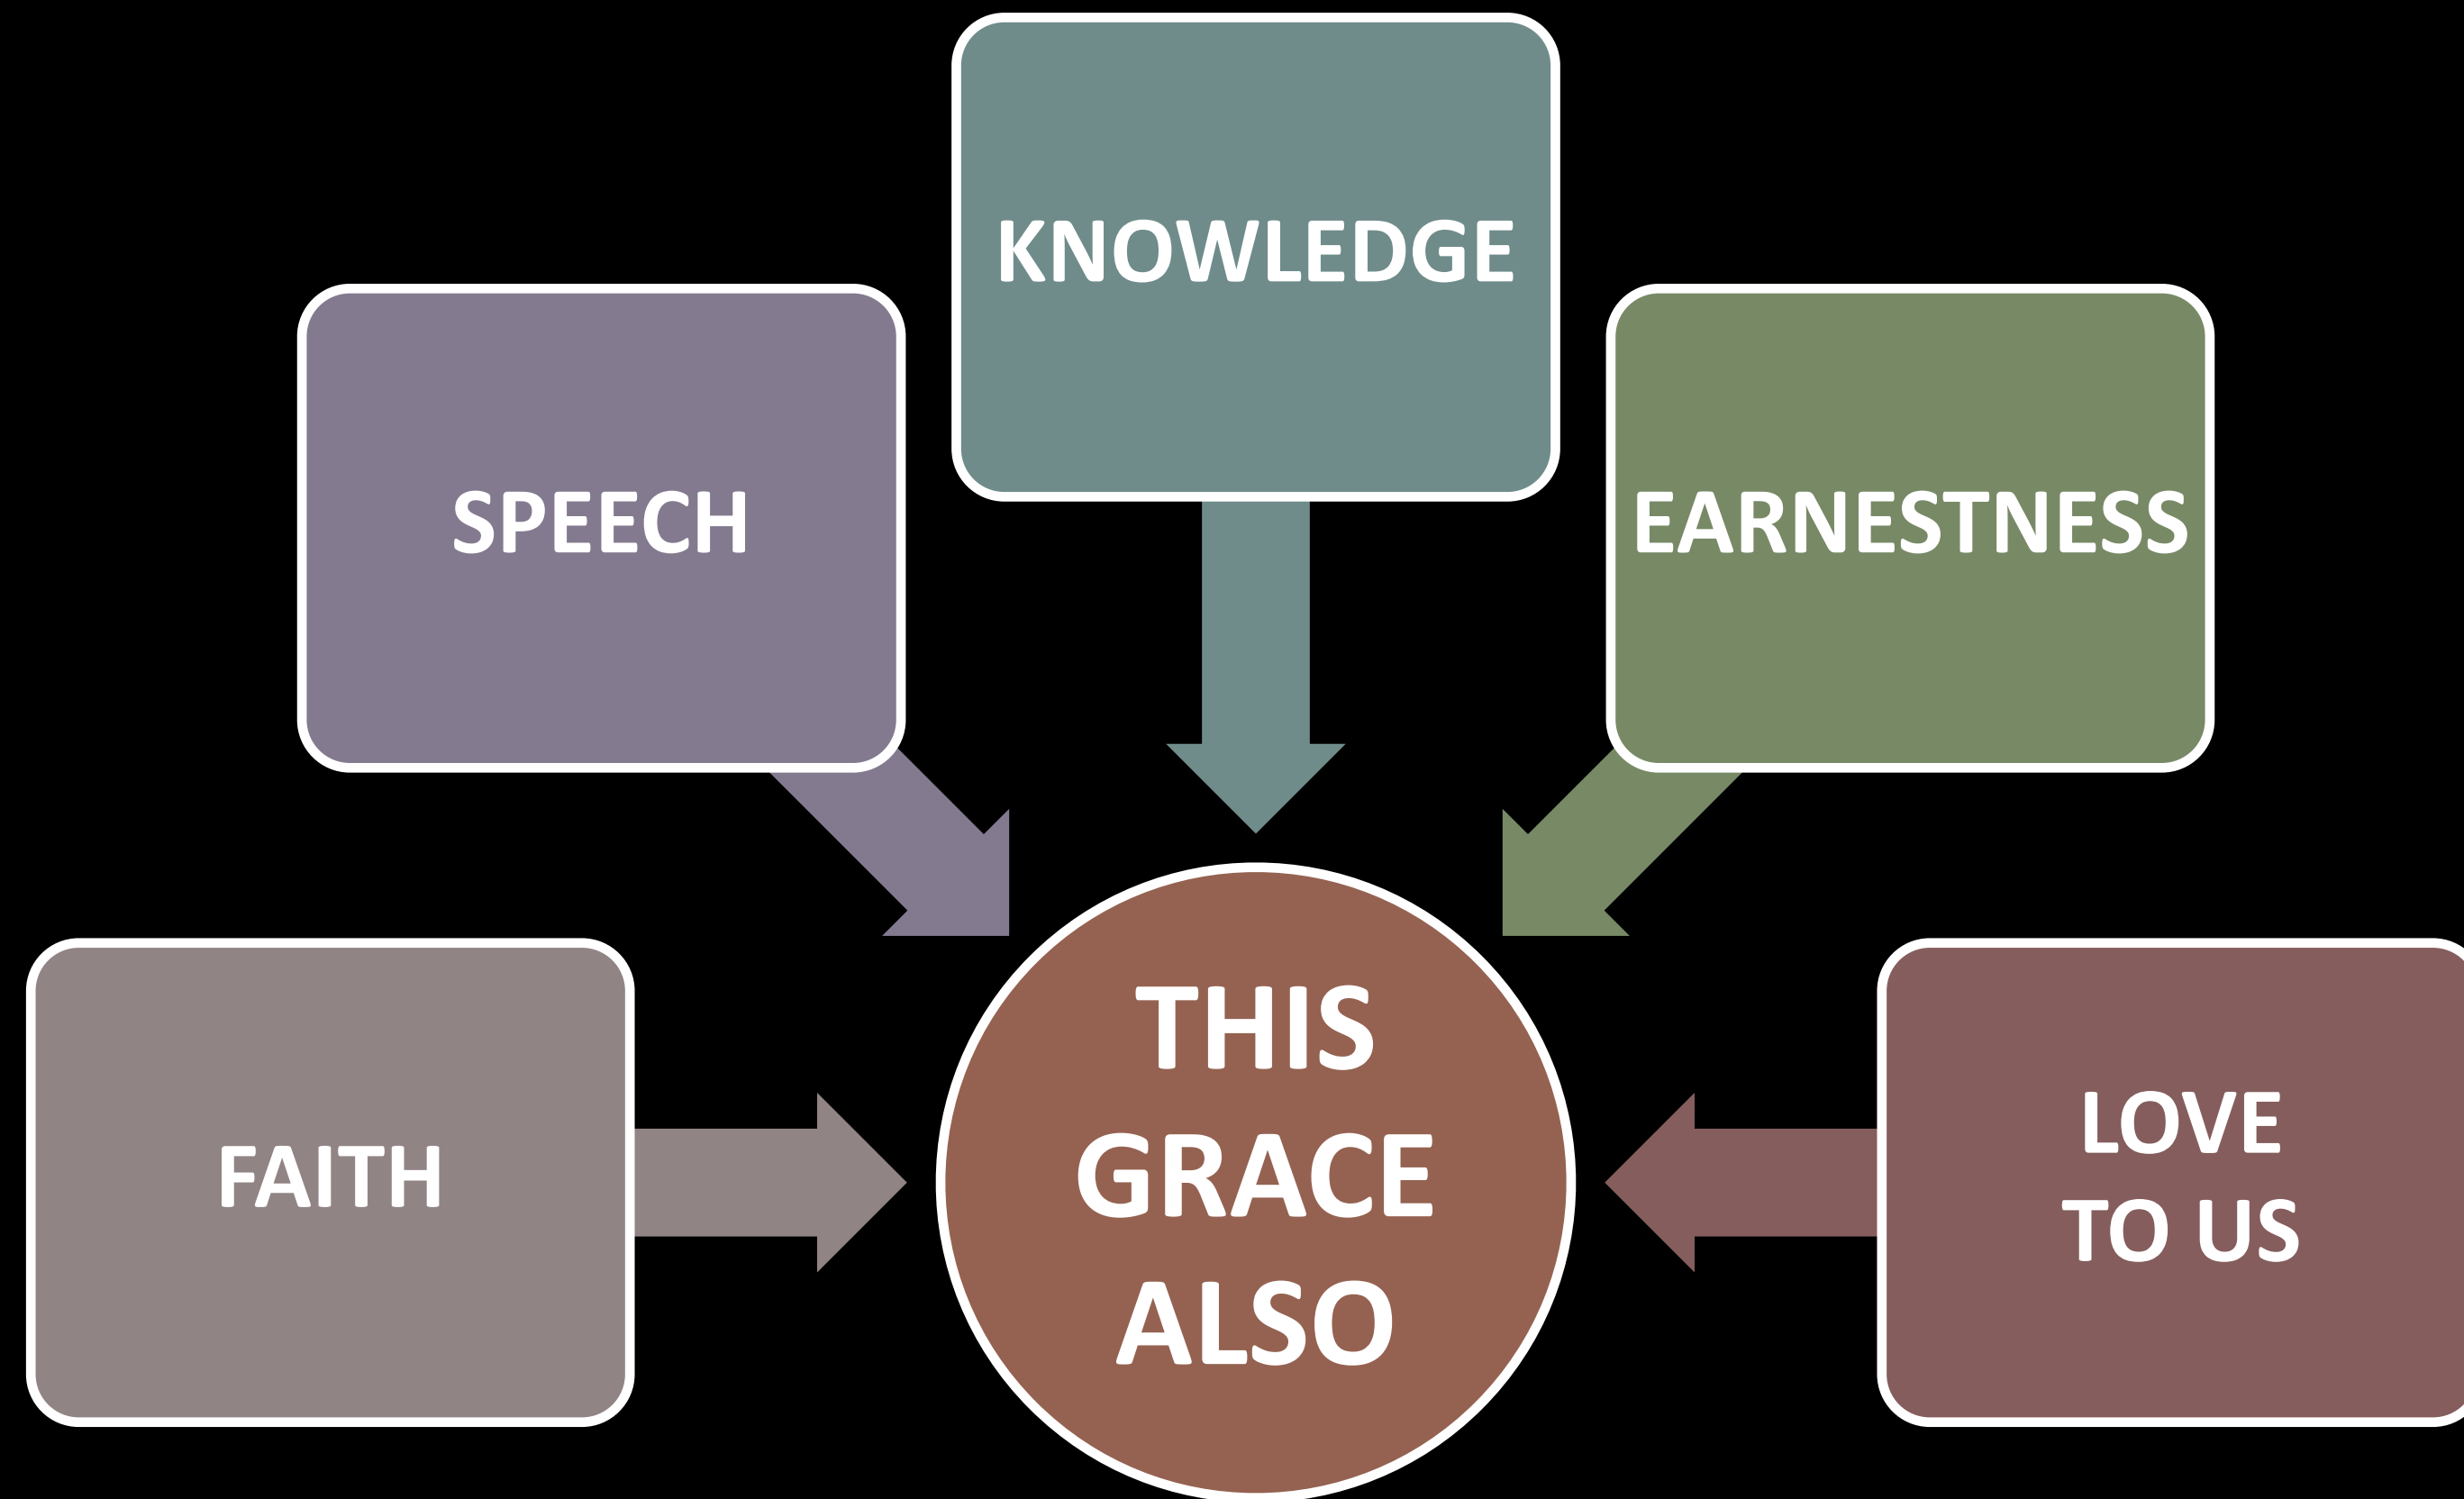 KNOWLEDGE
SPEECH
EARNESTNESS
FAITH
THIS
GRACE
ALSO
LOVE
TO US